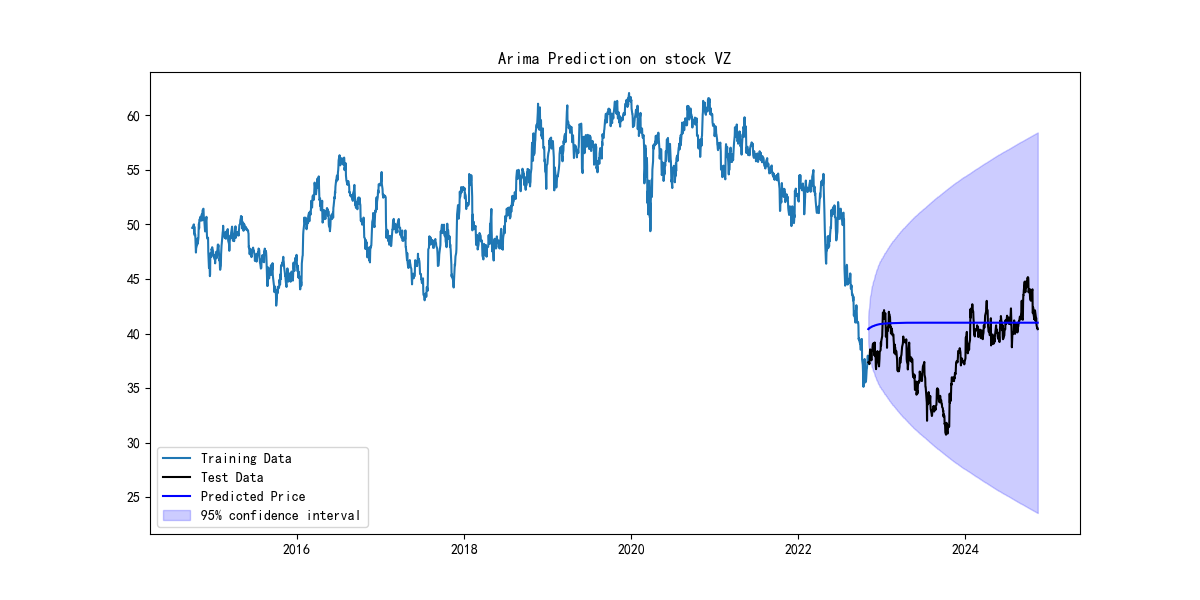 Arima Prediction on stock VZ
60
55
50
45
40
35
30
25
Training Data
Test Data
Predicted Price
95% confidence interval
2016
2018
2020
2022
2024